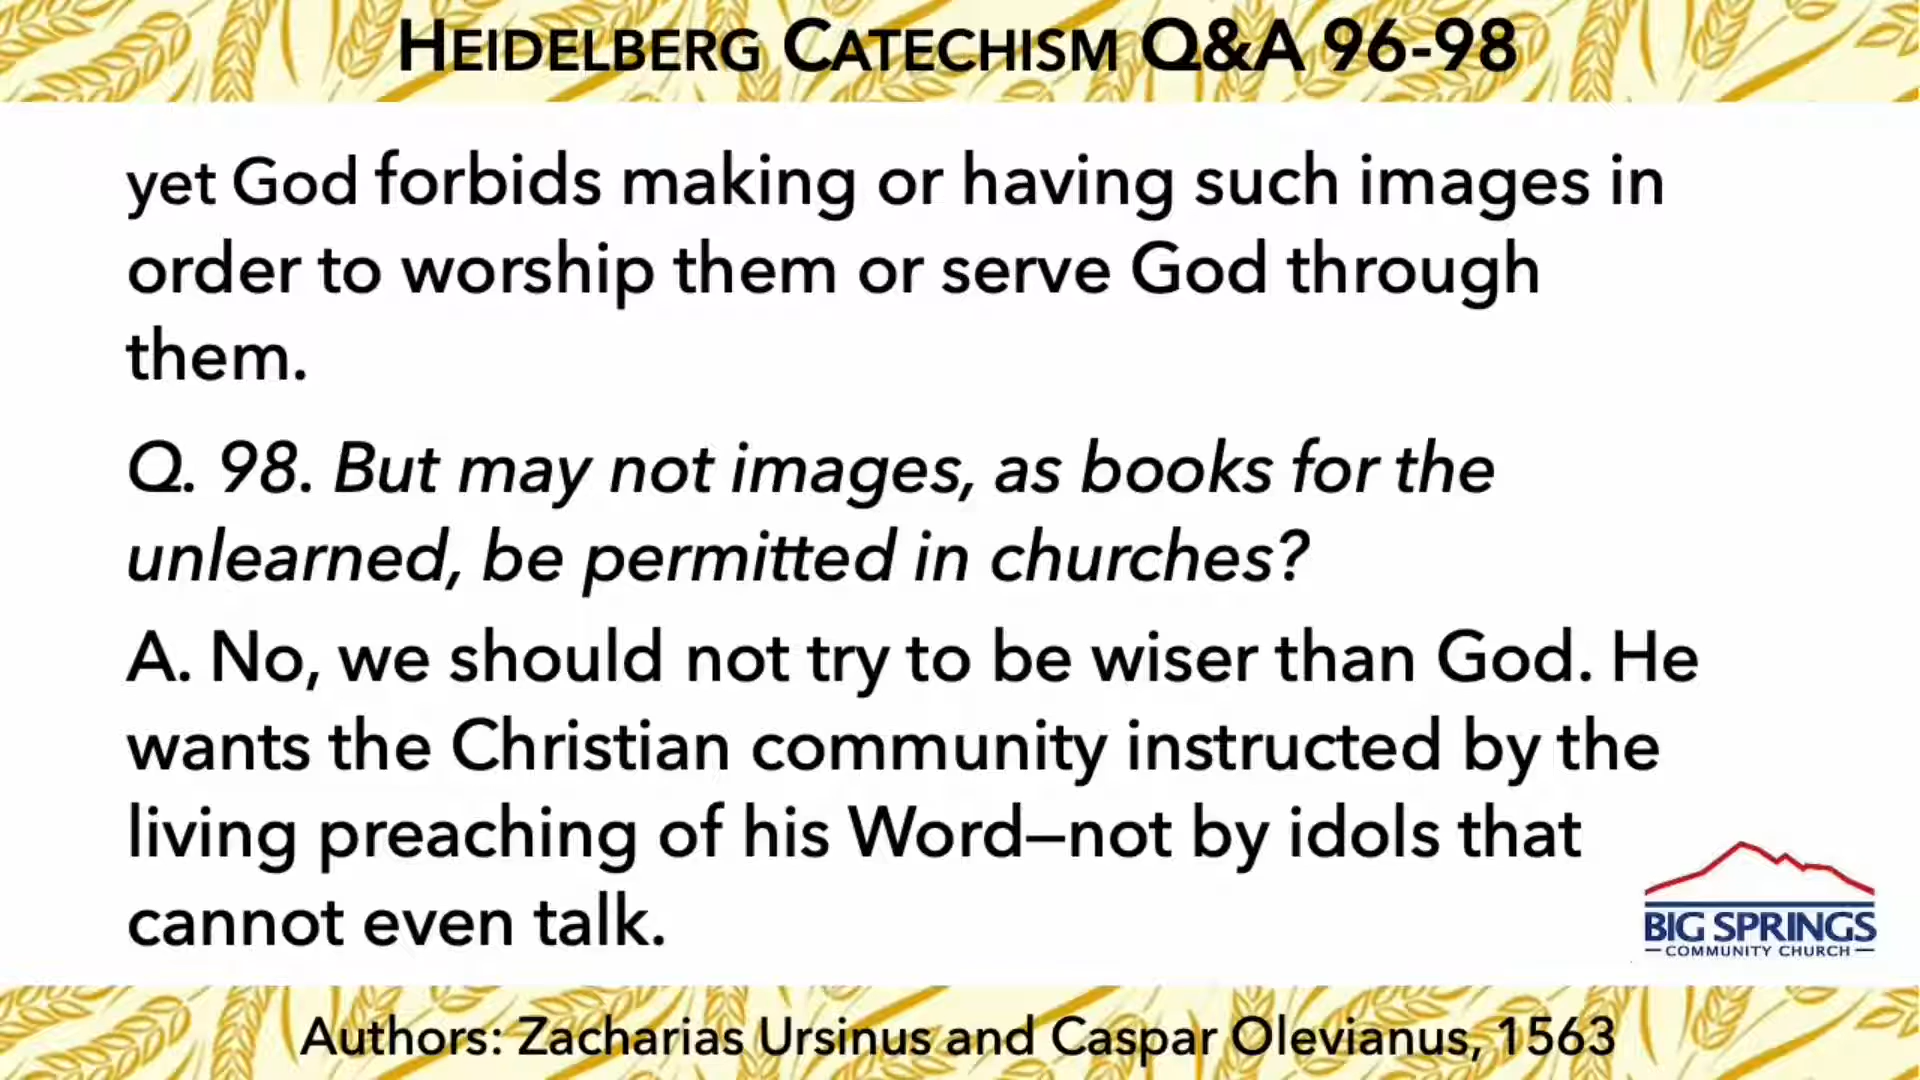 HEIDELBERG CATECHISM Q&A 96-98
yet God forbids making or having such images in
order to worship them or serve God through
them.
Q. 98. But may not images, as books for the
unlearned, be permitted in churches?
A. No, we should not try to be wiser than God. He
wants the Christian community instructed by the
living preaching of his Word—not by idols that
cannot even talk.
BIG SPRINGS
COMMUNITY CHURCH
Authors: Zacharias Ursinus and Caspar Olevianus, 1563